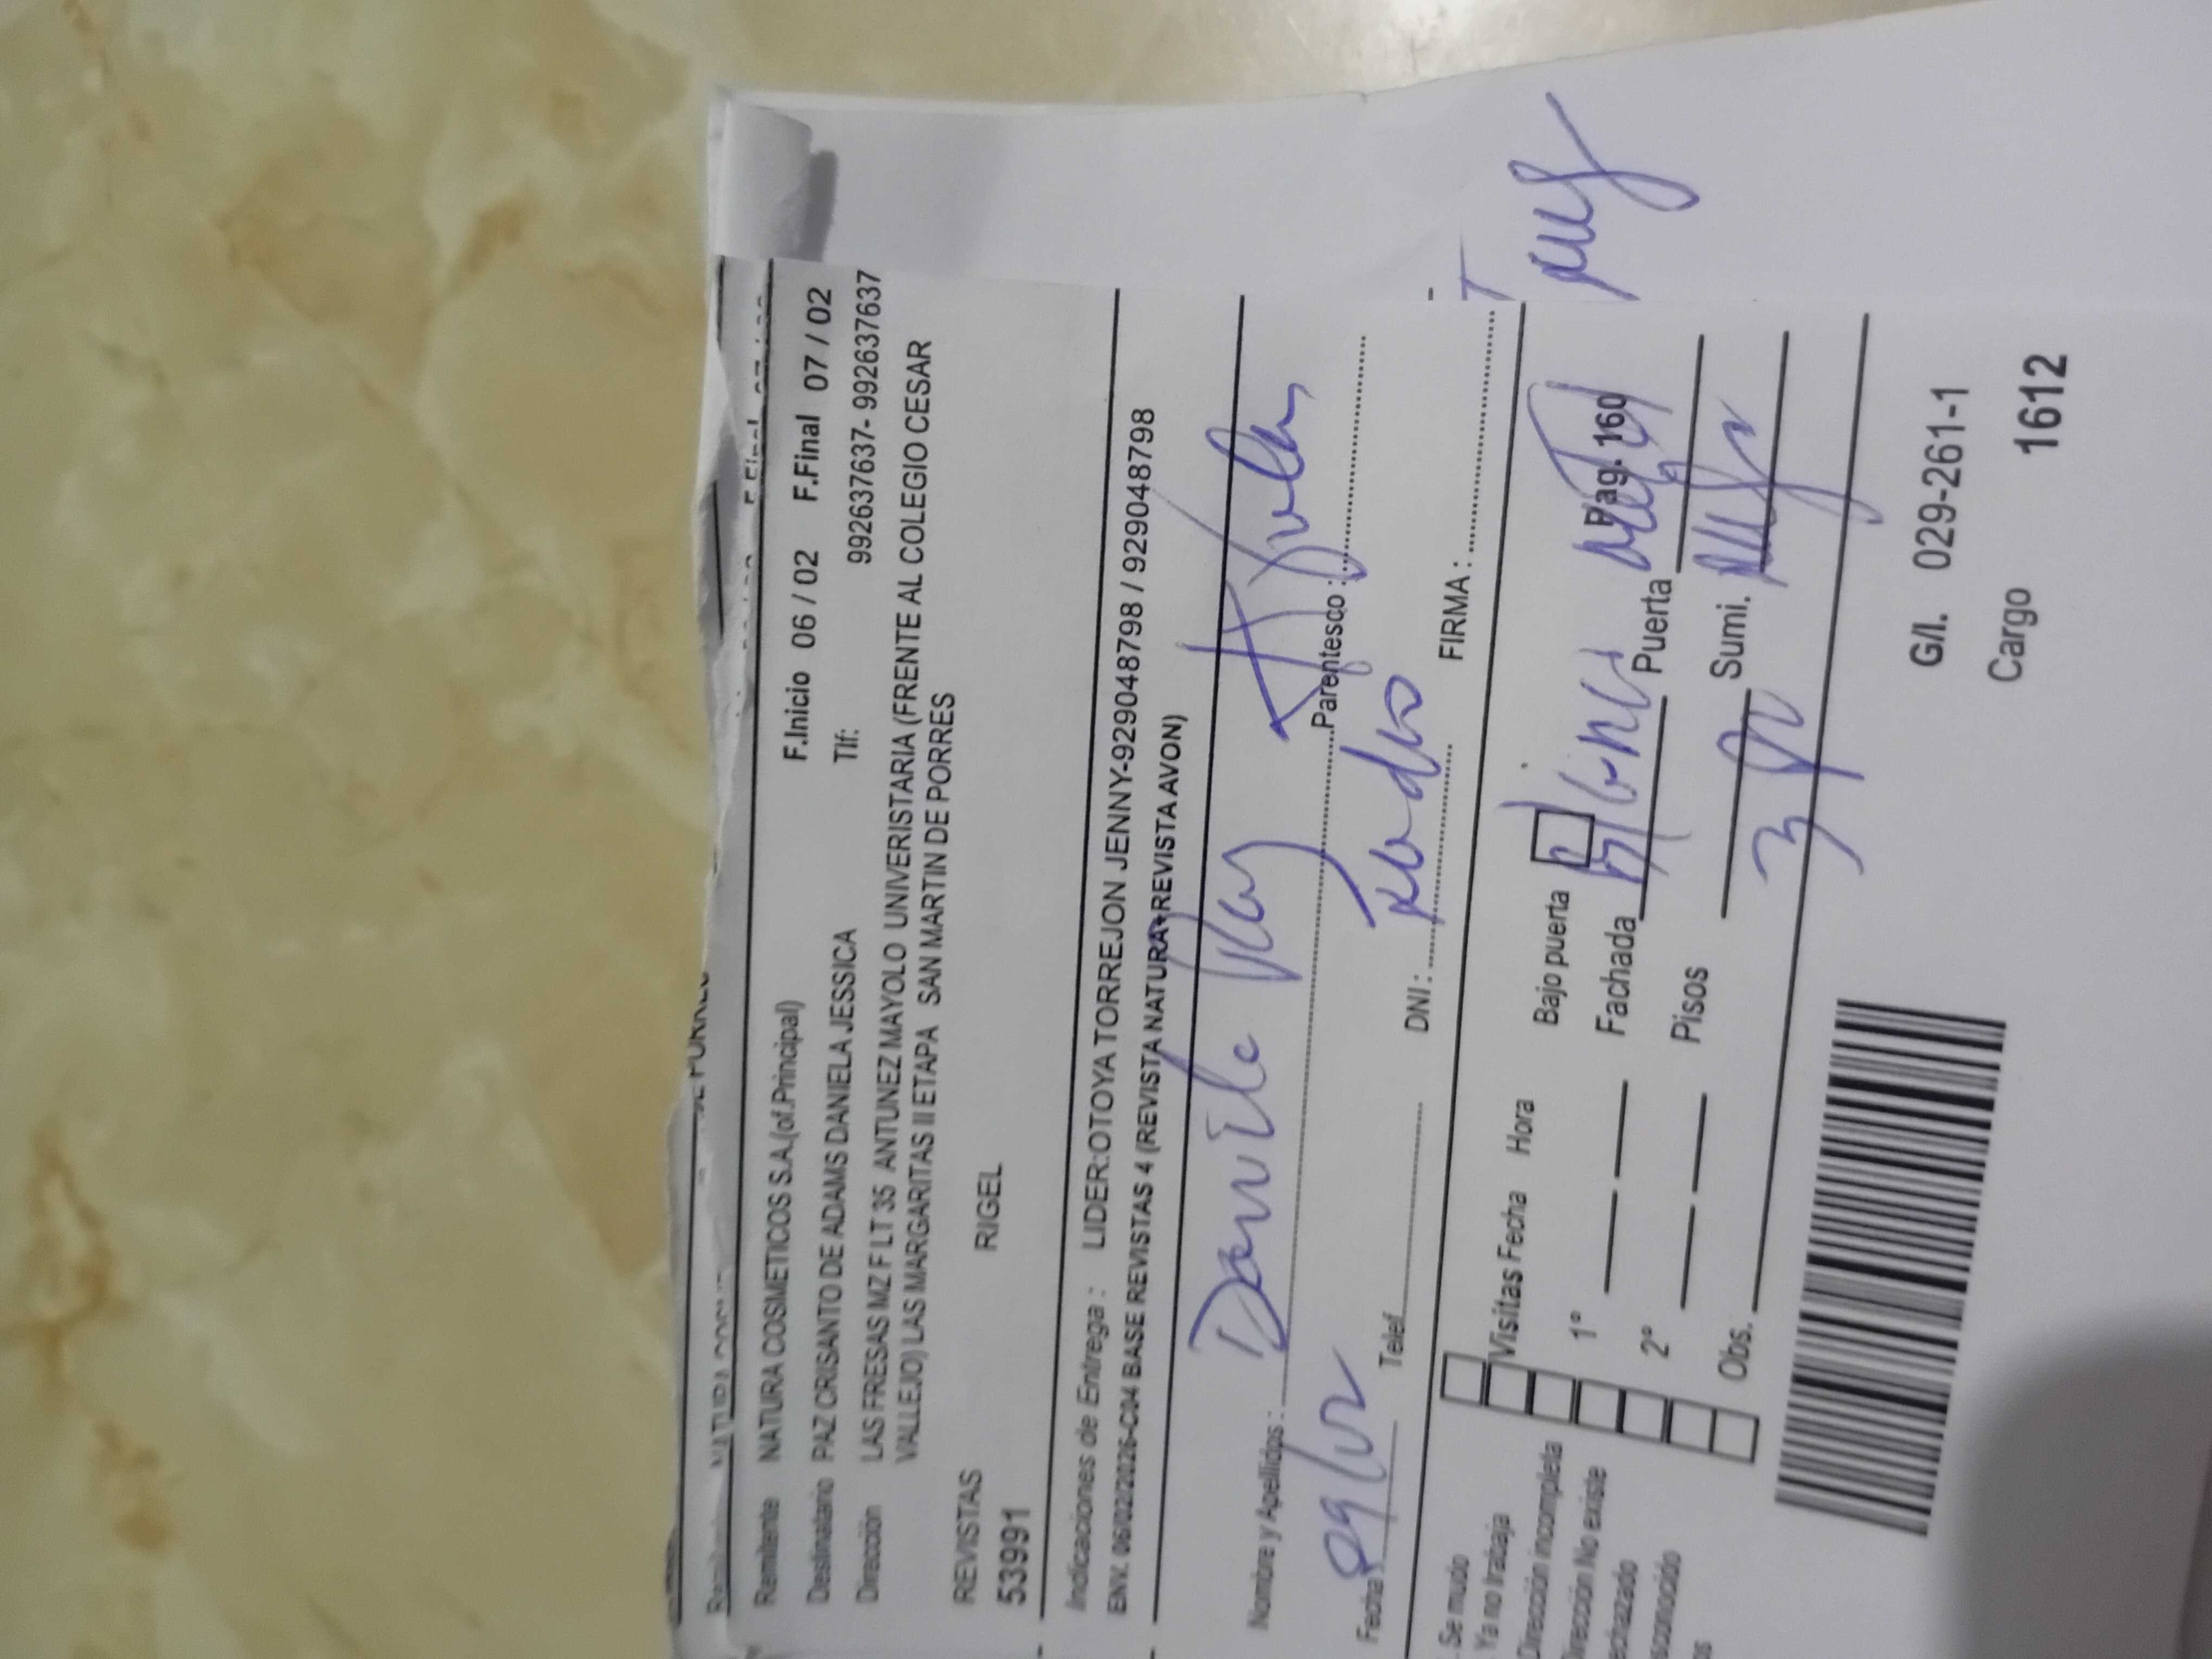 Remitente NATURA COSMETICOS S.A.(of.Principal)
F.Inicio 06 / 02 F.Final 07 / 02
Destinatario PAZ CRISANTO DE ADAMS DANIELA JESSICA
Tlf: 992637637- 992637637
Dirección LAS FRESAS MZ F LT 35 ANTUNEZ MAYOLO UNIVERISTARIA (FRENTE AL COLEGIO CESAR
VALLEJO) LAS MARGARITAS II ETAPA SAN MARTIN DE PORRES
REVISTAS RIGEL
53991
Indicaciones de Entrega : LIDER:OTOYA TORREJON JENNY-929048798 / 929048798
ENV. 06/02/2026-C04 BASE REVISTAS 4 (REVISTA NATURA+REVISTA AVON)
Nombre y Apellidos :
Parentesco :
Fecha Telef. DNI : FIRMA :
Se mudo
Ya no trabaja
Dirección incompleta
Dirección No existe
Visitas Fecha Hora
1°
2°
Obs.
Bajo puerta
Pag. 160
Fachada Puerta
Pisos Sumi.
G/I. 029-261-1
Cargo 1612